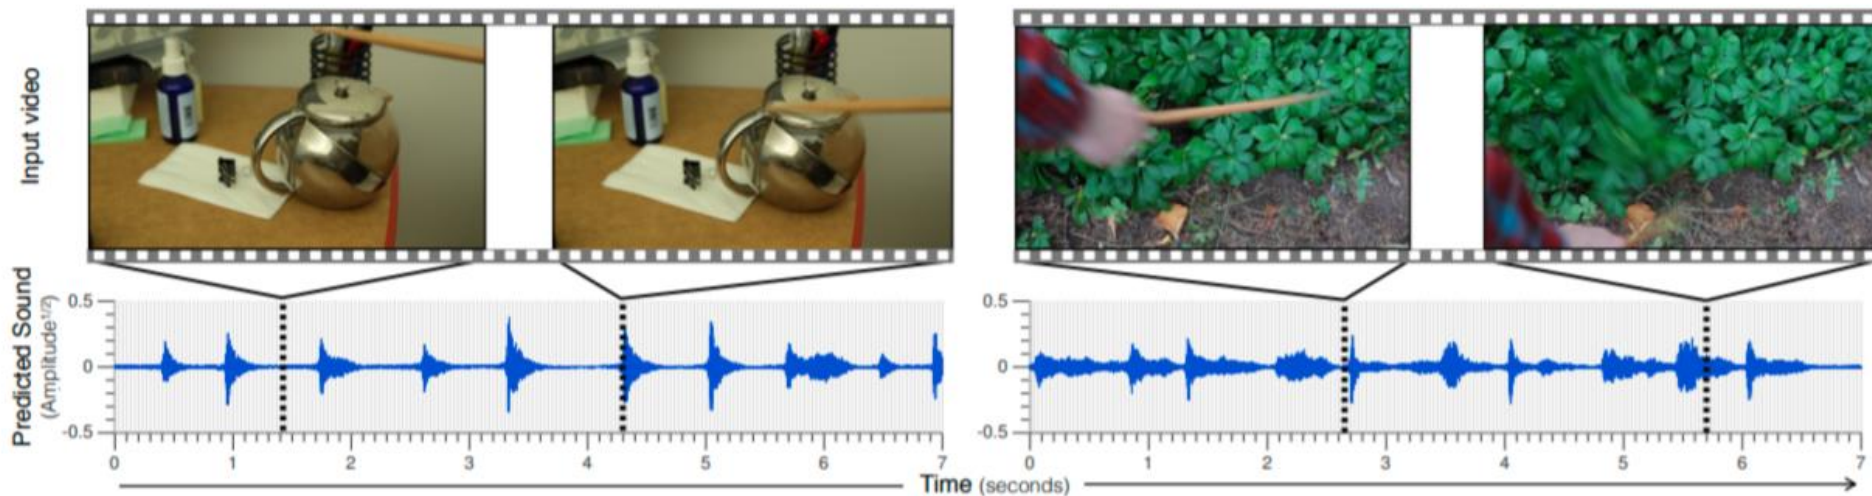 Input video
Predicted Sound
(Amplitude1/2)
0.5
0
-0.5
0 1 2 3 4 5 6 7
0.5
0
-0.5
0 1 2 3 4 5 6 7
Time (seconds)